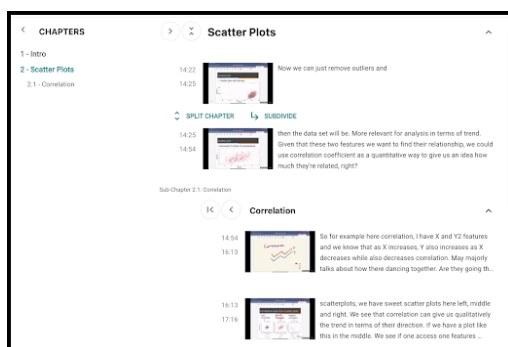 CHAPTERS
1 - Intro
2 - Scatter Plots
2.1 - Correlation
Scatter Plots
14:22
14:25
Now we can just remove outliers and
SPLIT CHAPTER
SUBDIVIDE
14:25
14:54
then the data set will be. More relevant for analysis in terms of trend.
Given that these two features we want to find their relationship, we could
use correlation coefficient as a quantitative way to give us an idea how
much they're related, right?
Sub-Chapter 2.1: Correlation
Correlation
14:54
16:13
So for example here correlation, I have X and Y2 features
and we know that as X increases, Y also increases as X
decreases while also decreases correlation. May majorly
talks about how there dancing together. Are they going th...
16:13
17:16
scatterplots, we have sweet scatter plots here left, middle
and right. We see that correlation can give us qualitatively
the trend in terms of their direction. If we have a plot like
this in the middle. We see if one access one features ...